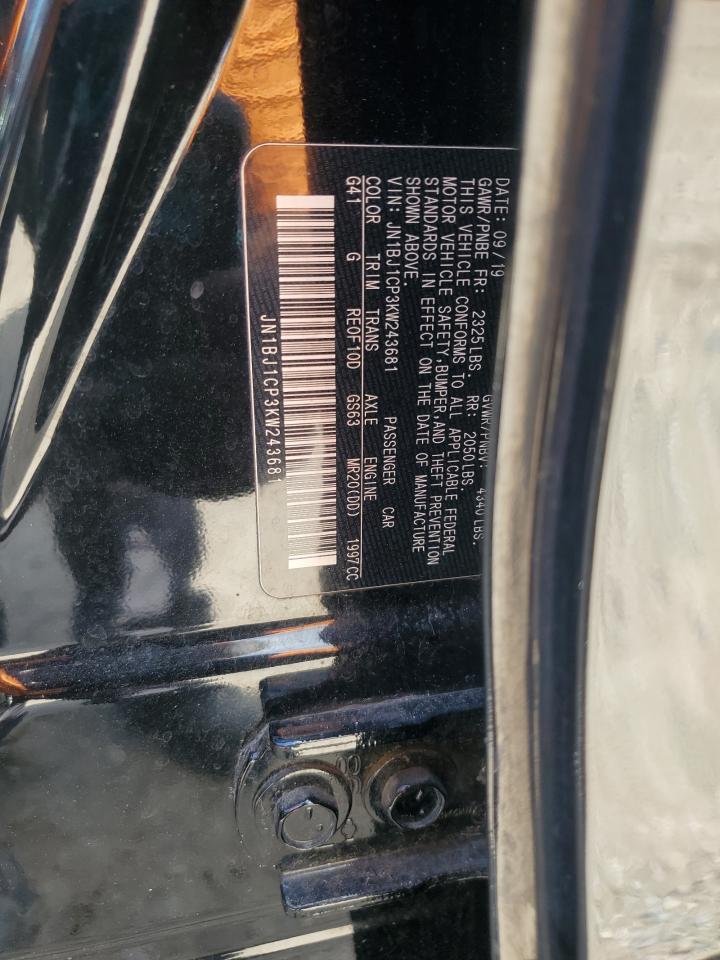 DATE: 09/19
GVWR/PNBV: 4340 LBS.
GAWR/PNBE FR: 2325LBS. RR: 2050LBS.
THIS VEHICLE CONFORMS TO ALL APPLICABLE FEDERAL
MOTOR VEHICLE SAFETY,BUMPER,AND THEFT PREVENTION
STANDARDS IN EFFECT ON THE DATE OF MANUFACTURE
SHOWN ABOVE.
VIN: JN1BJ1CP3KW243681 PASSENGER CAR
COLOR TRIM TRANS AXLE ENGINE
G41 G REOF10D GS63 MR20(DD) 1997CC
JN1BJ1CP3KW243681